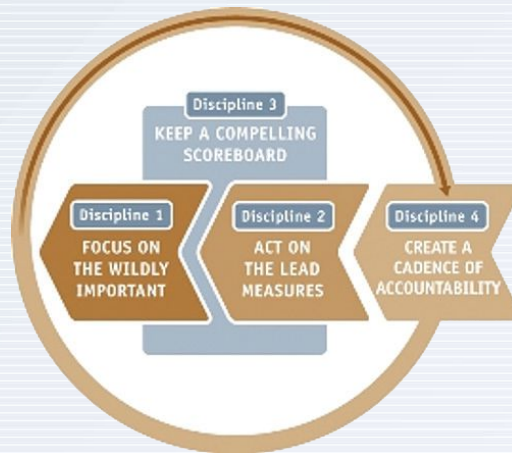 Discipline 3
KEEP A COMPELLING
SCOREBOARD
Discipline 1
FOCUS ON
THE WILDLY
IMPORTANT
Discipline 2
ACT ON
THE LEAD
MEASURES
Discipline 4
CREATE A
CADENCE OF
ACCOUNTABILITY